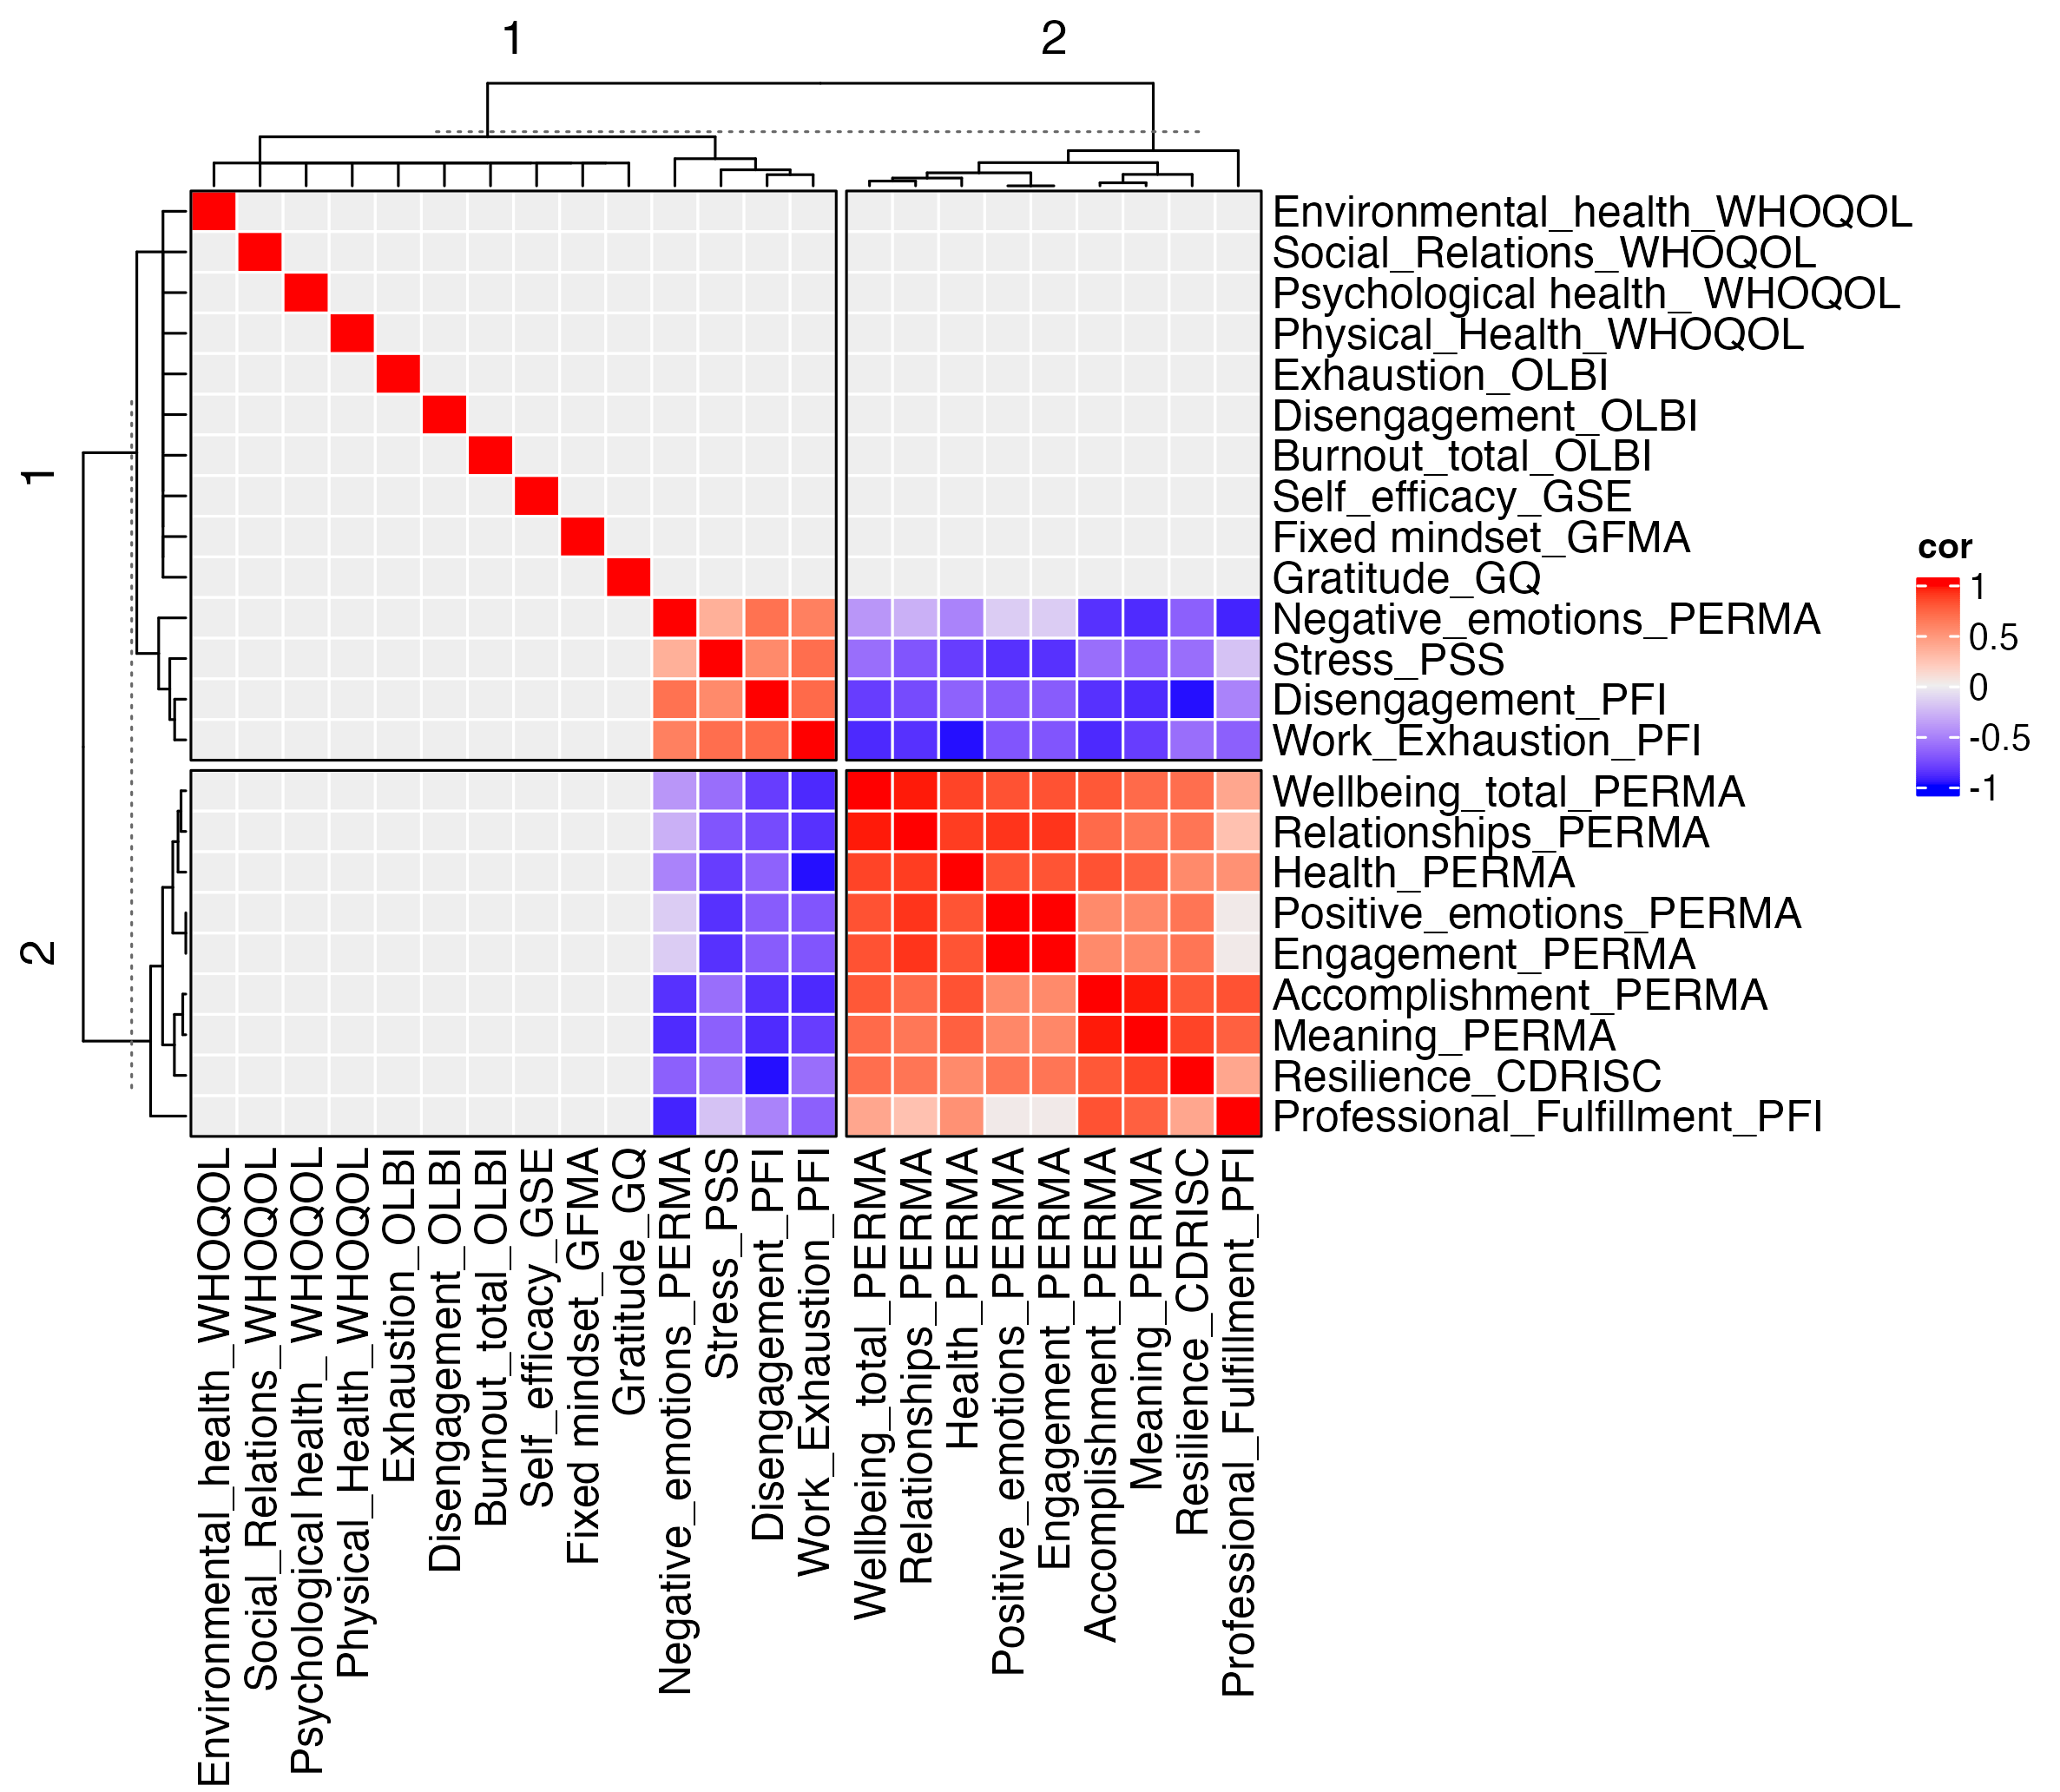 1
2
1
2
Environmental_health_WHOQOL
Social_Relations_WHOQOL
Psychological health_ WHOQOL
Physical_Health_WHOQOL
Exhaustion_OLBI
Disengagement_OLBI
Burnout_total_OLBI
Self_efficacy_GSE
Fixed mindset_GFMA
Gratitude_GQ
Negative_emotions_PERMA
Stress_PSS
Disengagement_PFI
Work_Exhaustion_PFI
Wellbeing_total_PERMA
Relationships_PERMA
Health_PERMA
Positive_emotions_PERMA
Engagement_PERMA
Accomplishment_PERMA
Meaning_PERMA
Resilience_CDRISC
Professional_Fulfillment_PFI
cor
1
0.5
0
-0.5
-1
Environmental_health_WHOQOL
Social_Relations_WHOQOL
Psychological health_ WHOQOL
Physical_Health_WHOQOL
Exhaustion_OLBI
Disengagement_OLBI
Burnout_total_OLBI
Self_efficacy_GSE
Fixed mindset_GFMA
Gratitude_GQ
Negative_emotions_PERMA
Stress_PSS
Disengagement_PFI
Work_Exhaustion_PFI
Wellbeing_total_PERMA
Relationships_PERMA
Health_PERMA
Positive_emotions_PERMA
Engagement_PERMA
Accomplishment_PERMA
Meaning_PERMA
Resilience_CDRISC
Professional_Fulfillment_PFI